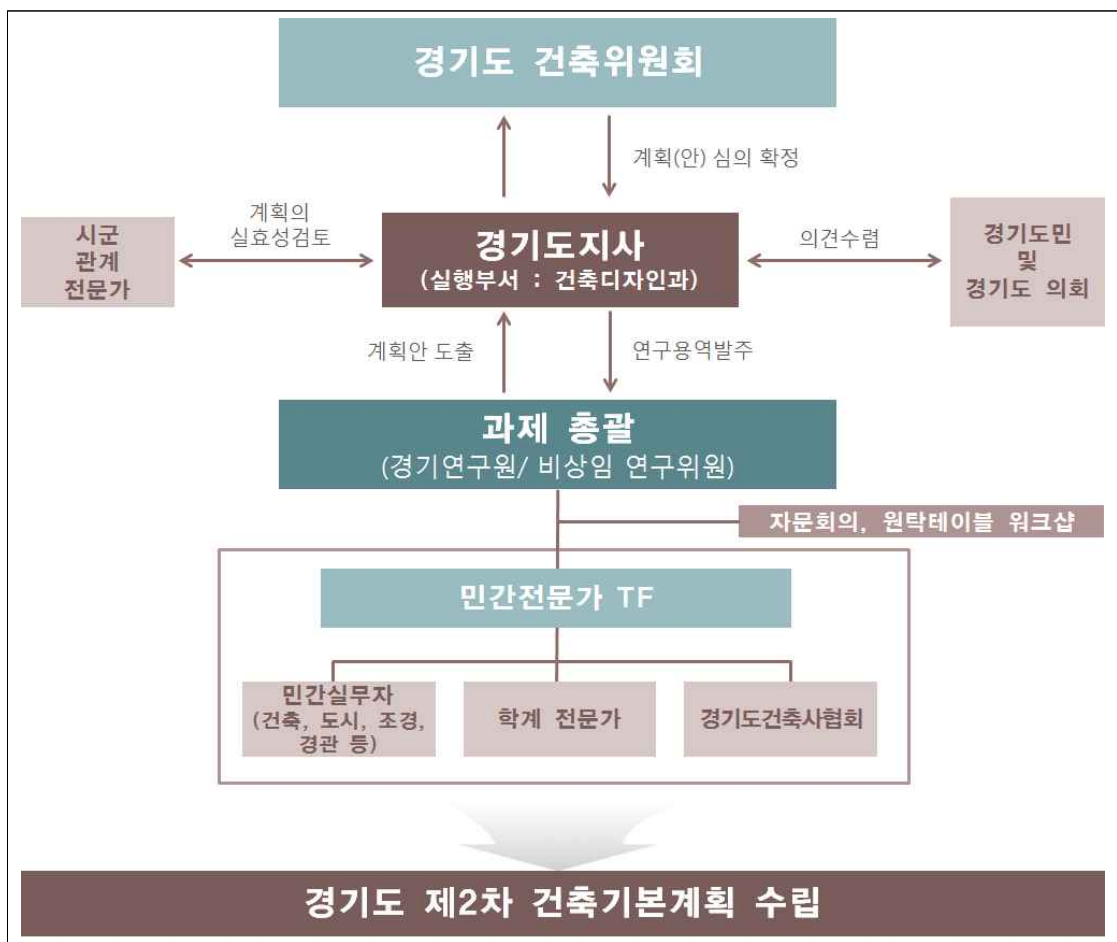 경기도 건축위원회
계획(안) 심의 확정
시군
관계
전문가
계획의
실효성검토
경기도지사
(실행부서 : 건축디자인과)
의견수렴
경기도민
및
경기도 의회
계획안 도출
연구용역발주
과제 총괄
(경기연구원/ 비상임 연구위원)
자문회의, 원탁테이블 워크샵
민간전문가 TF
민간실무자
(건축, 도시, 조경,
경관 등)
학계 전문가
경기도건축사협회
경기도 제2차 건축기본계획 수립